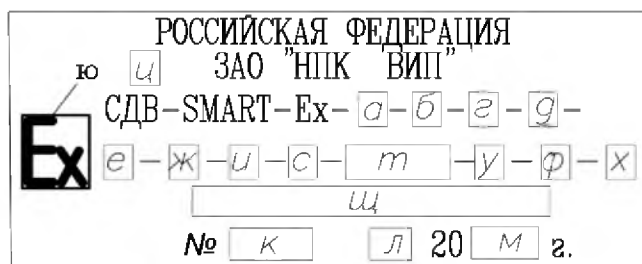 РОССИЙСКАЯ ФЕДЕРАЦИЯ
ю ц ЗАО "НПК ВИП"
СДВ-SMART-Ex-а-б-г-д-
Ex е-ж-и-с-т-у-ф-х
щ
№ к л 20 м г.